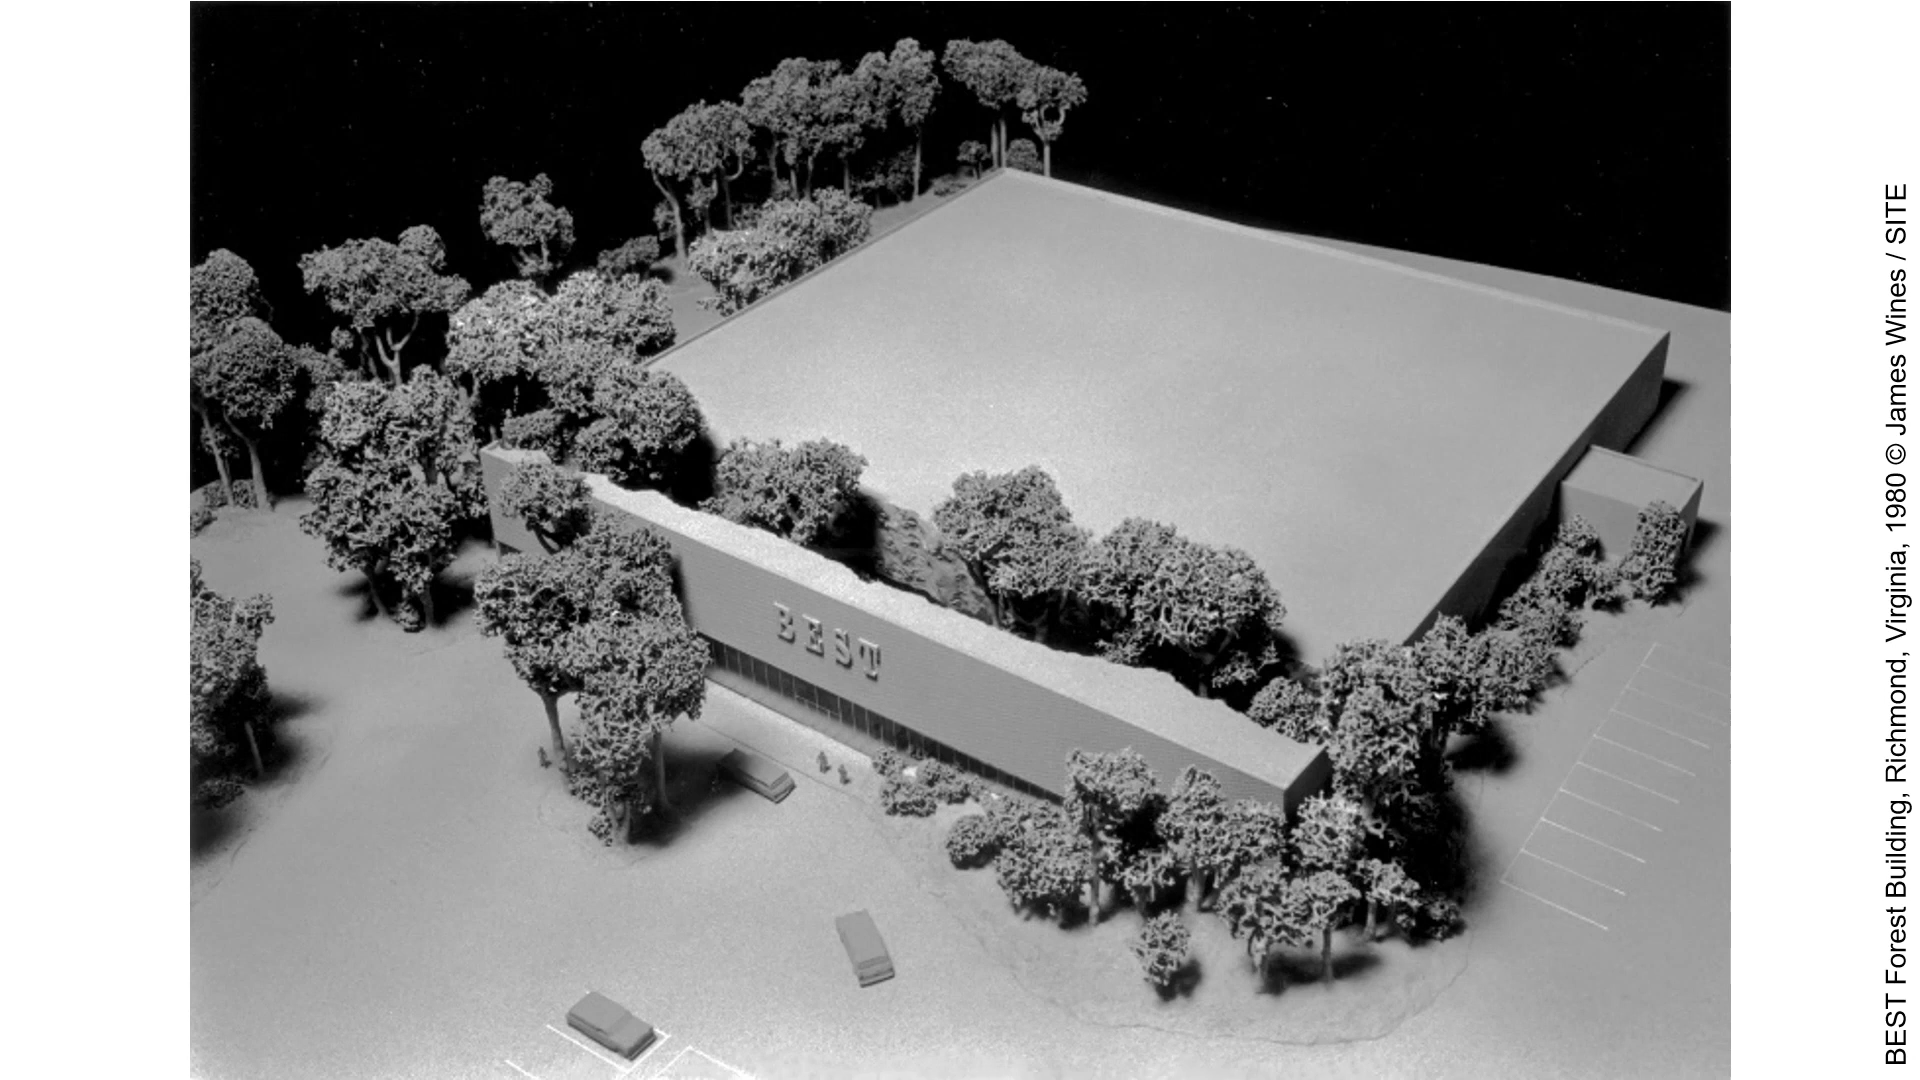 BEST
BEST Forest Building, Richmond, Virginia, 1980 © James Wines / SITE